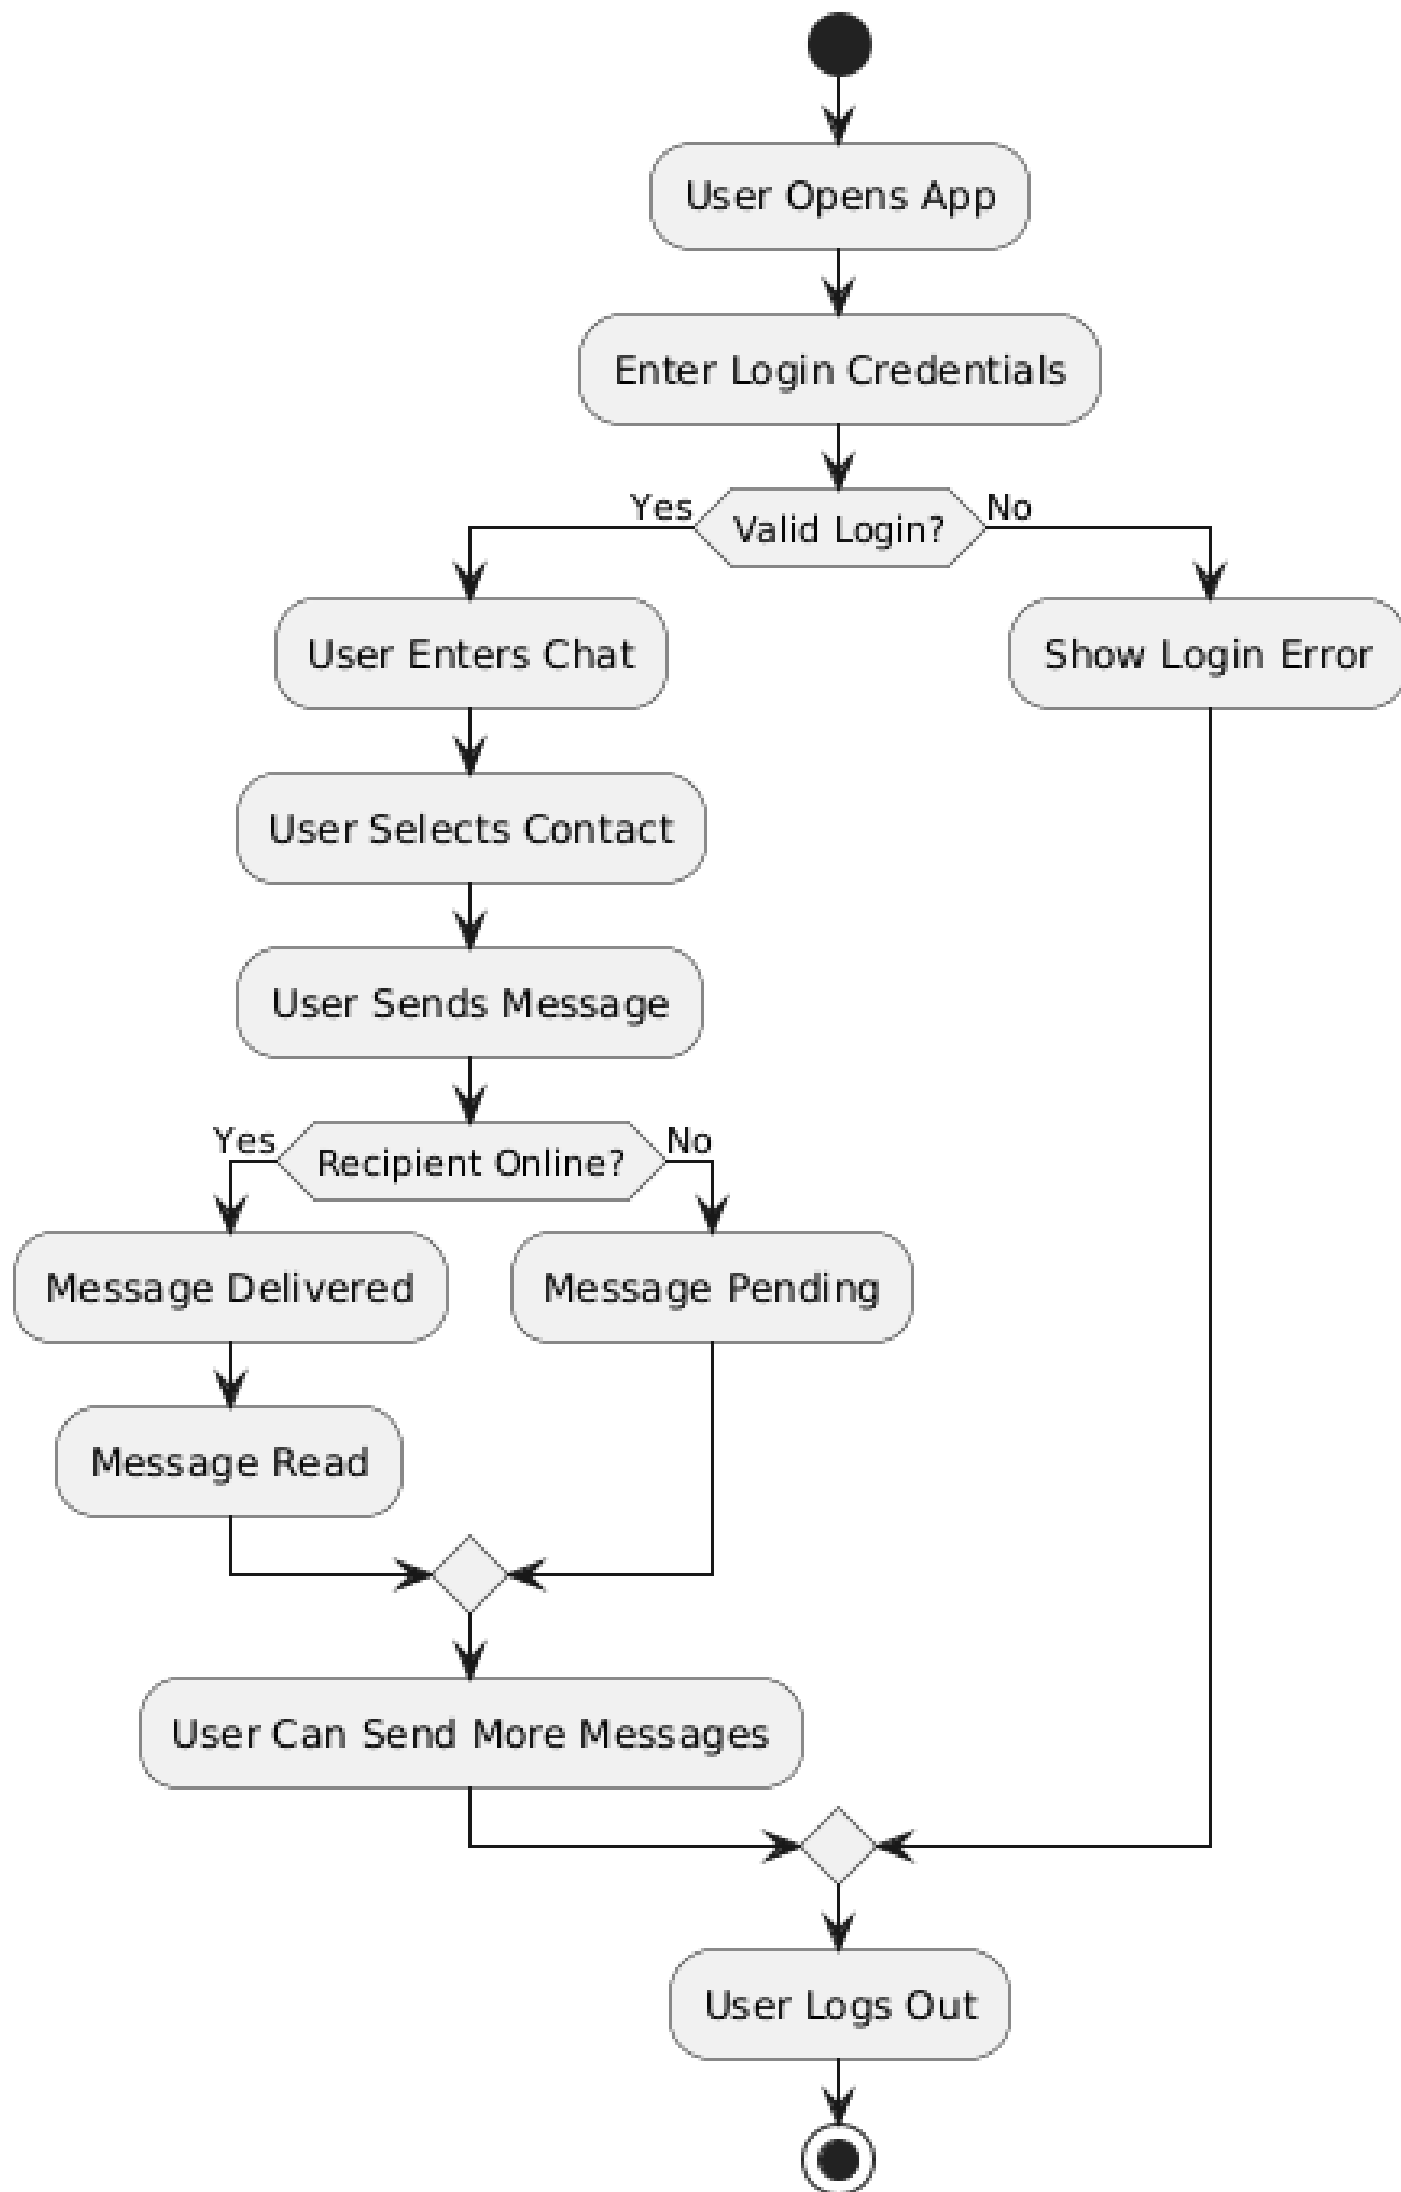 User Opens App
Enter Login Credentials
Yes
Valid Login?
No
User Enters Chat
Show Login Error
User Selects Contact
User Sends Message
Yes
Recipient Online?
No
Message Delivered
Message Pending
Message Read
User Can Send More Messages
User Logs Out